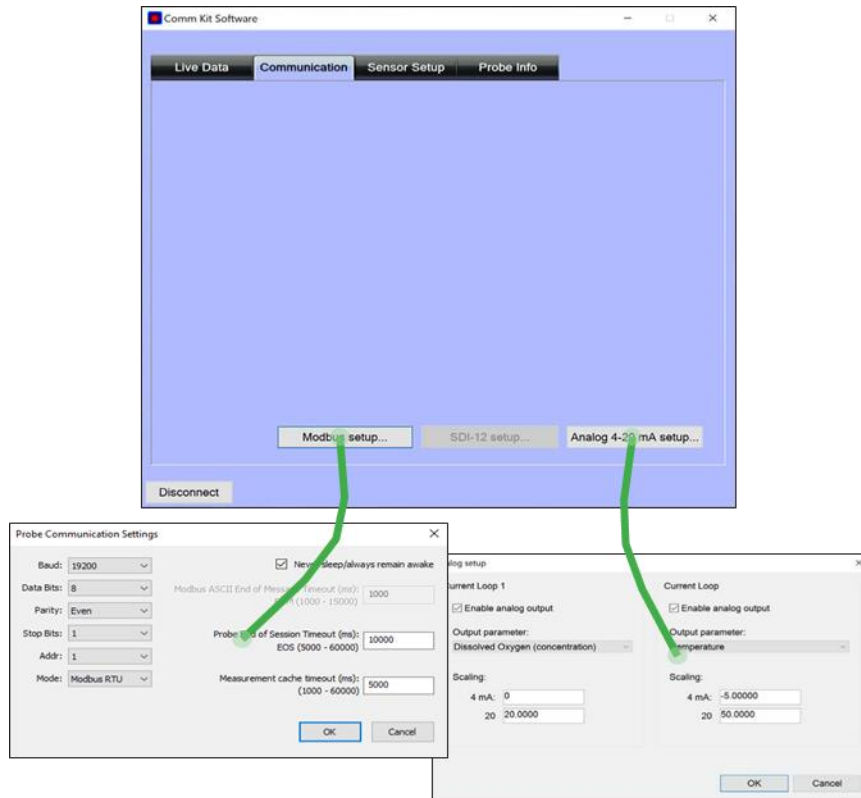 Comm Kit Software
Live Data Communication Sensor Setup Probe Info
Modbus setup... SDI-12 setup... Analog 4-20 mA setup...
Disconnect
Probe Communication Settings
Baud: 19200
Never sleep/always remain awake
Data Bits: 8
Modbus ASCII End of Message Timeout (ms): 1000
(1000 - 15000)
Parity: Even
Stop Bits: 1
Probe End of Session Timeout (ms): 10000
EOS (5000 - 60000)
Addr: 1
Mode: Modbus RTU
Measurement cache timeout (ms): 5000
(1000 - 60000)
OK Cancel
setup
Current Loop 1
Enable analog output
Output parameter:
Dissolved Oxygen (concentration)
Scaling:
4 mA: 0
20 20.0000
Current Loop
Enable analog output
Output parameter:
Temperature
Scaling:
4 mA: -5.00000
20 50.0000
OK Cancel